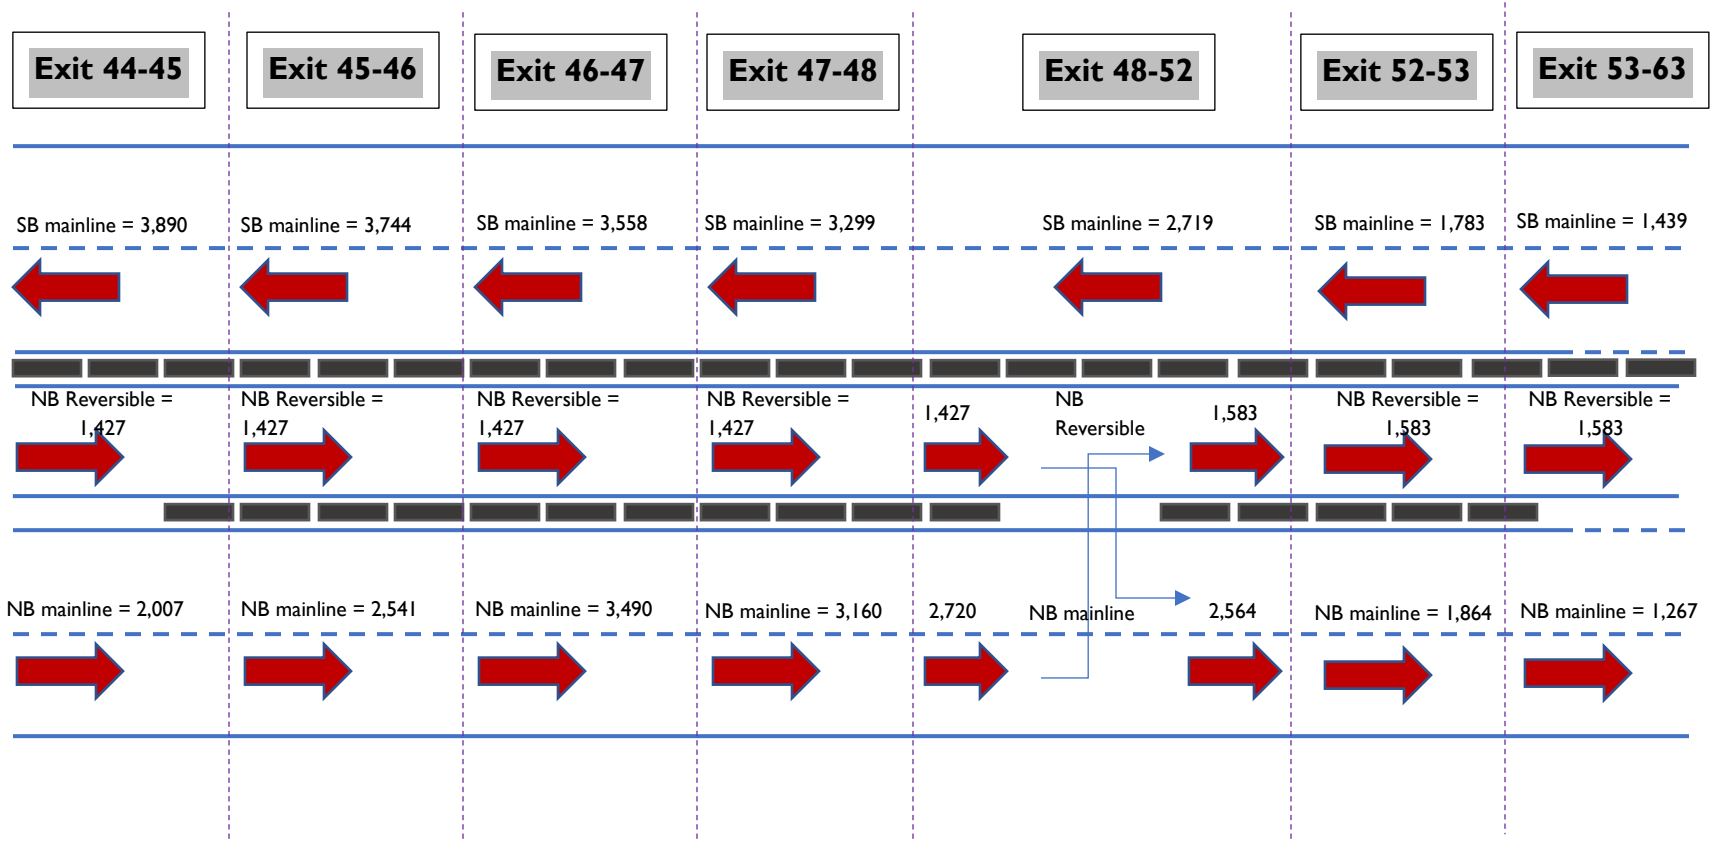 Exit 44-45
Exit 45-46
Exit 46-47
Exit 47-48
Exit 48-52
Exit 52-53
Exit 53-63
SB mainline = 3,890
SB mainline = 3,744
SB mainline = 3,558
SB mainline = 3,299
SB mainline = 2,719
SB mainline = 1,783
SB mainline = 1,439
NB Reversible =
1,427
NB Reversible =
1,427
NB Reversible =
1,427
NB Reversible =
1,427
1,427
NB
Reversible
1,583
NB Reversible =
1,583
NB Reversible =
1,583
NB mainline = 2,007
NB mainline = 2,541
NB mainline = 3,490
NB mainline = 3,160
2,720
NB mainline
2,564
NB mainline = 1,864
NB mainline = 1,267